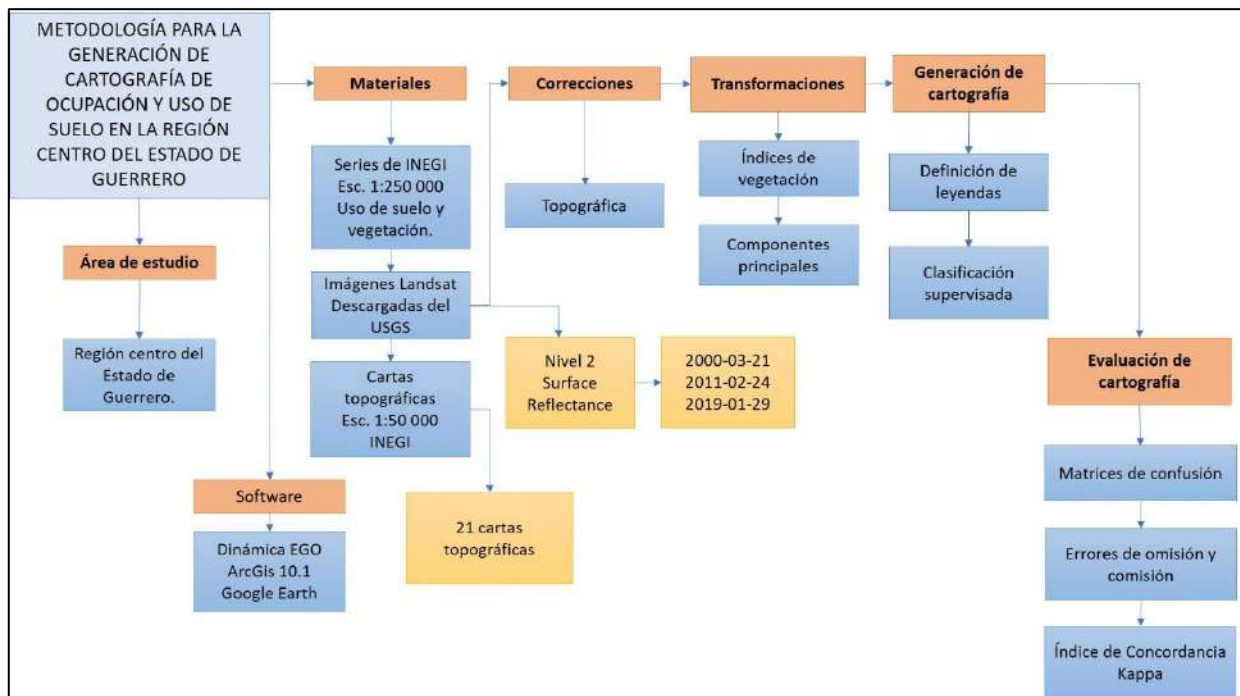 METODOLOGÍA PARA LA
GENERACIÓN DE
CARTOGRAFÍA DE
OCUPACIÓN Y USO DE
SUELO EN LA REGIÓN
CENTRO DEL ESTADO DE
GUERRERO
Área de estudio
Región centro del
Estado de
Guerrero.
Software
Dinámica EGO
ArcGis 10.1
Google Earth
Materiales
Series de INEGI
Esc. 1:250 000
Uso de suelo y
vegetación.
Imágenes Landsat
Descargadas del
USGS
Cartas
topográficas
Esc. 1:50 000
INEGI
21 cartas
topográficas
Nivel 2
Surface
Reflectance
2000-03-21
2011-02-24
2019-01-29
Correcciones
Topográfica
Transformaciones
Índices de
vegetación
Componentes
principales
Generación de
cartografía
Definición de
leyendas
Clasificación
supervisada
Evaluación de
cartografía
Matrices de confusión
Errores de omisión y
comisión
Índice de Concordancia
Kappa